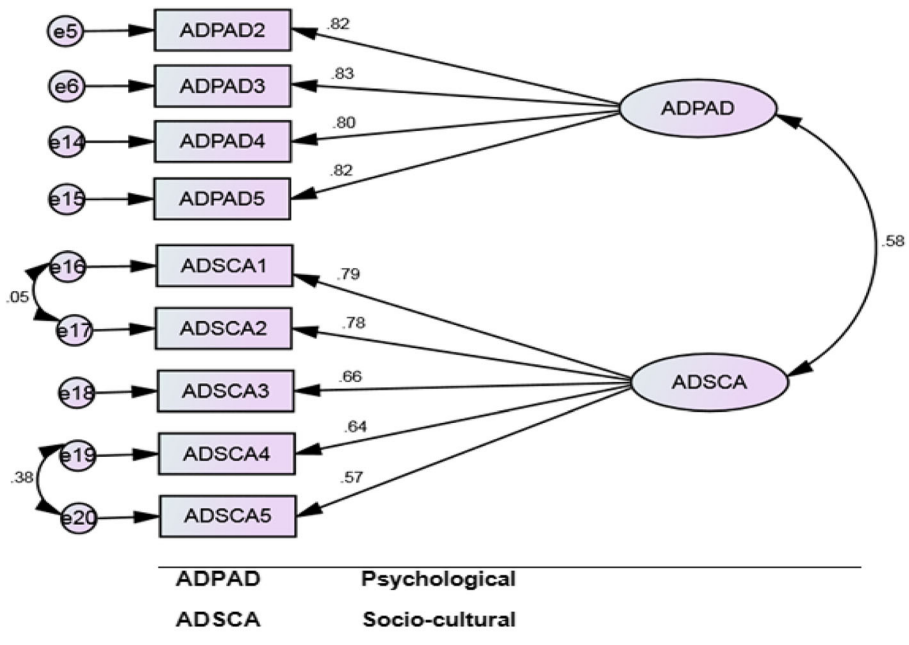 e5 ADPAD2 .82
e6 ADPAD3 .83
ADPAD
e14 ADPAD4 .80
e15 ADPAD5 .82
.58
e16 ADSCA1 .79
.05
e17 ADSCA2 .78
e18 ADSCA3 .66
ADSCA
e19 ADSCA4 .64
.38
e20 ADSCA5 .57
ADPAD Psychological
ADSCA Socio-cultural